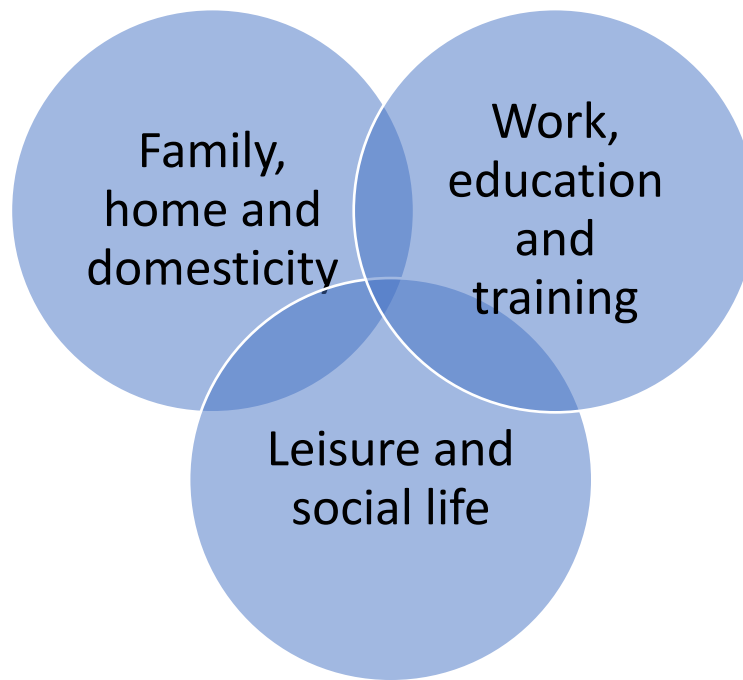 Family,
home and
domesticity
Work,
education
and
training
Leisure and
social life